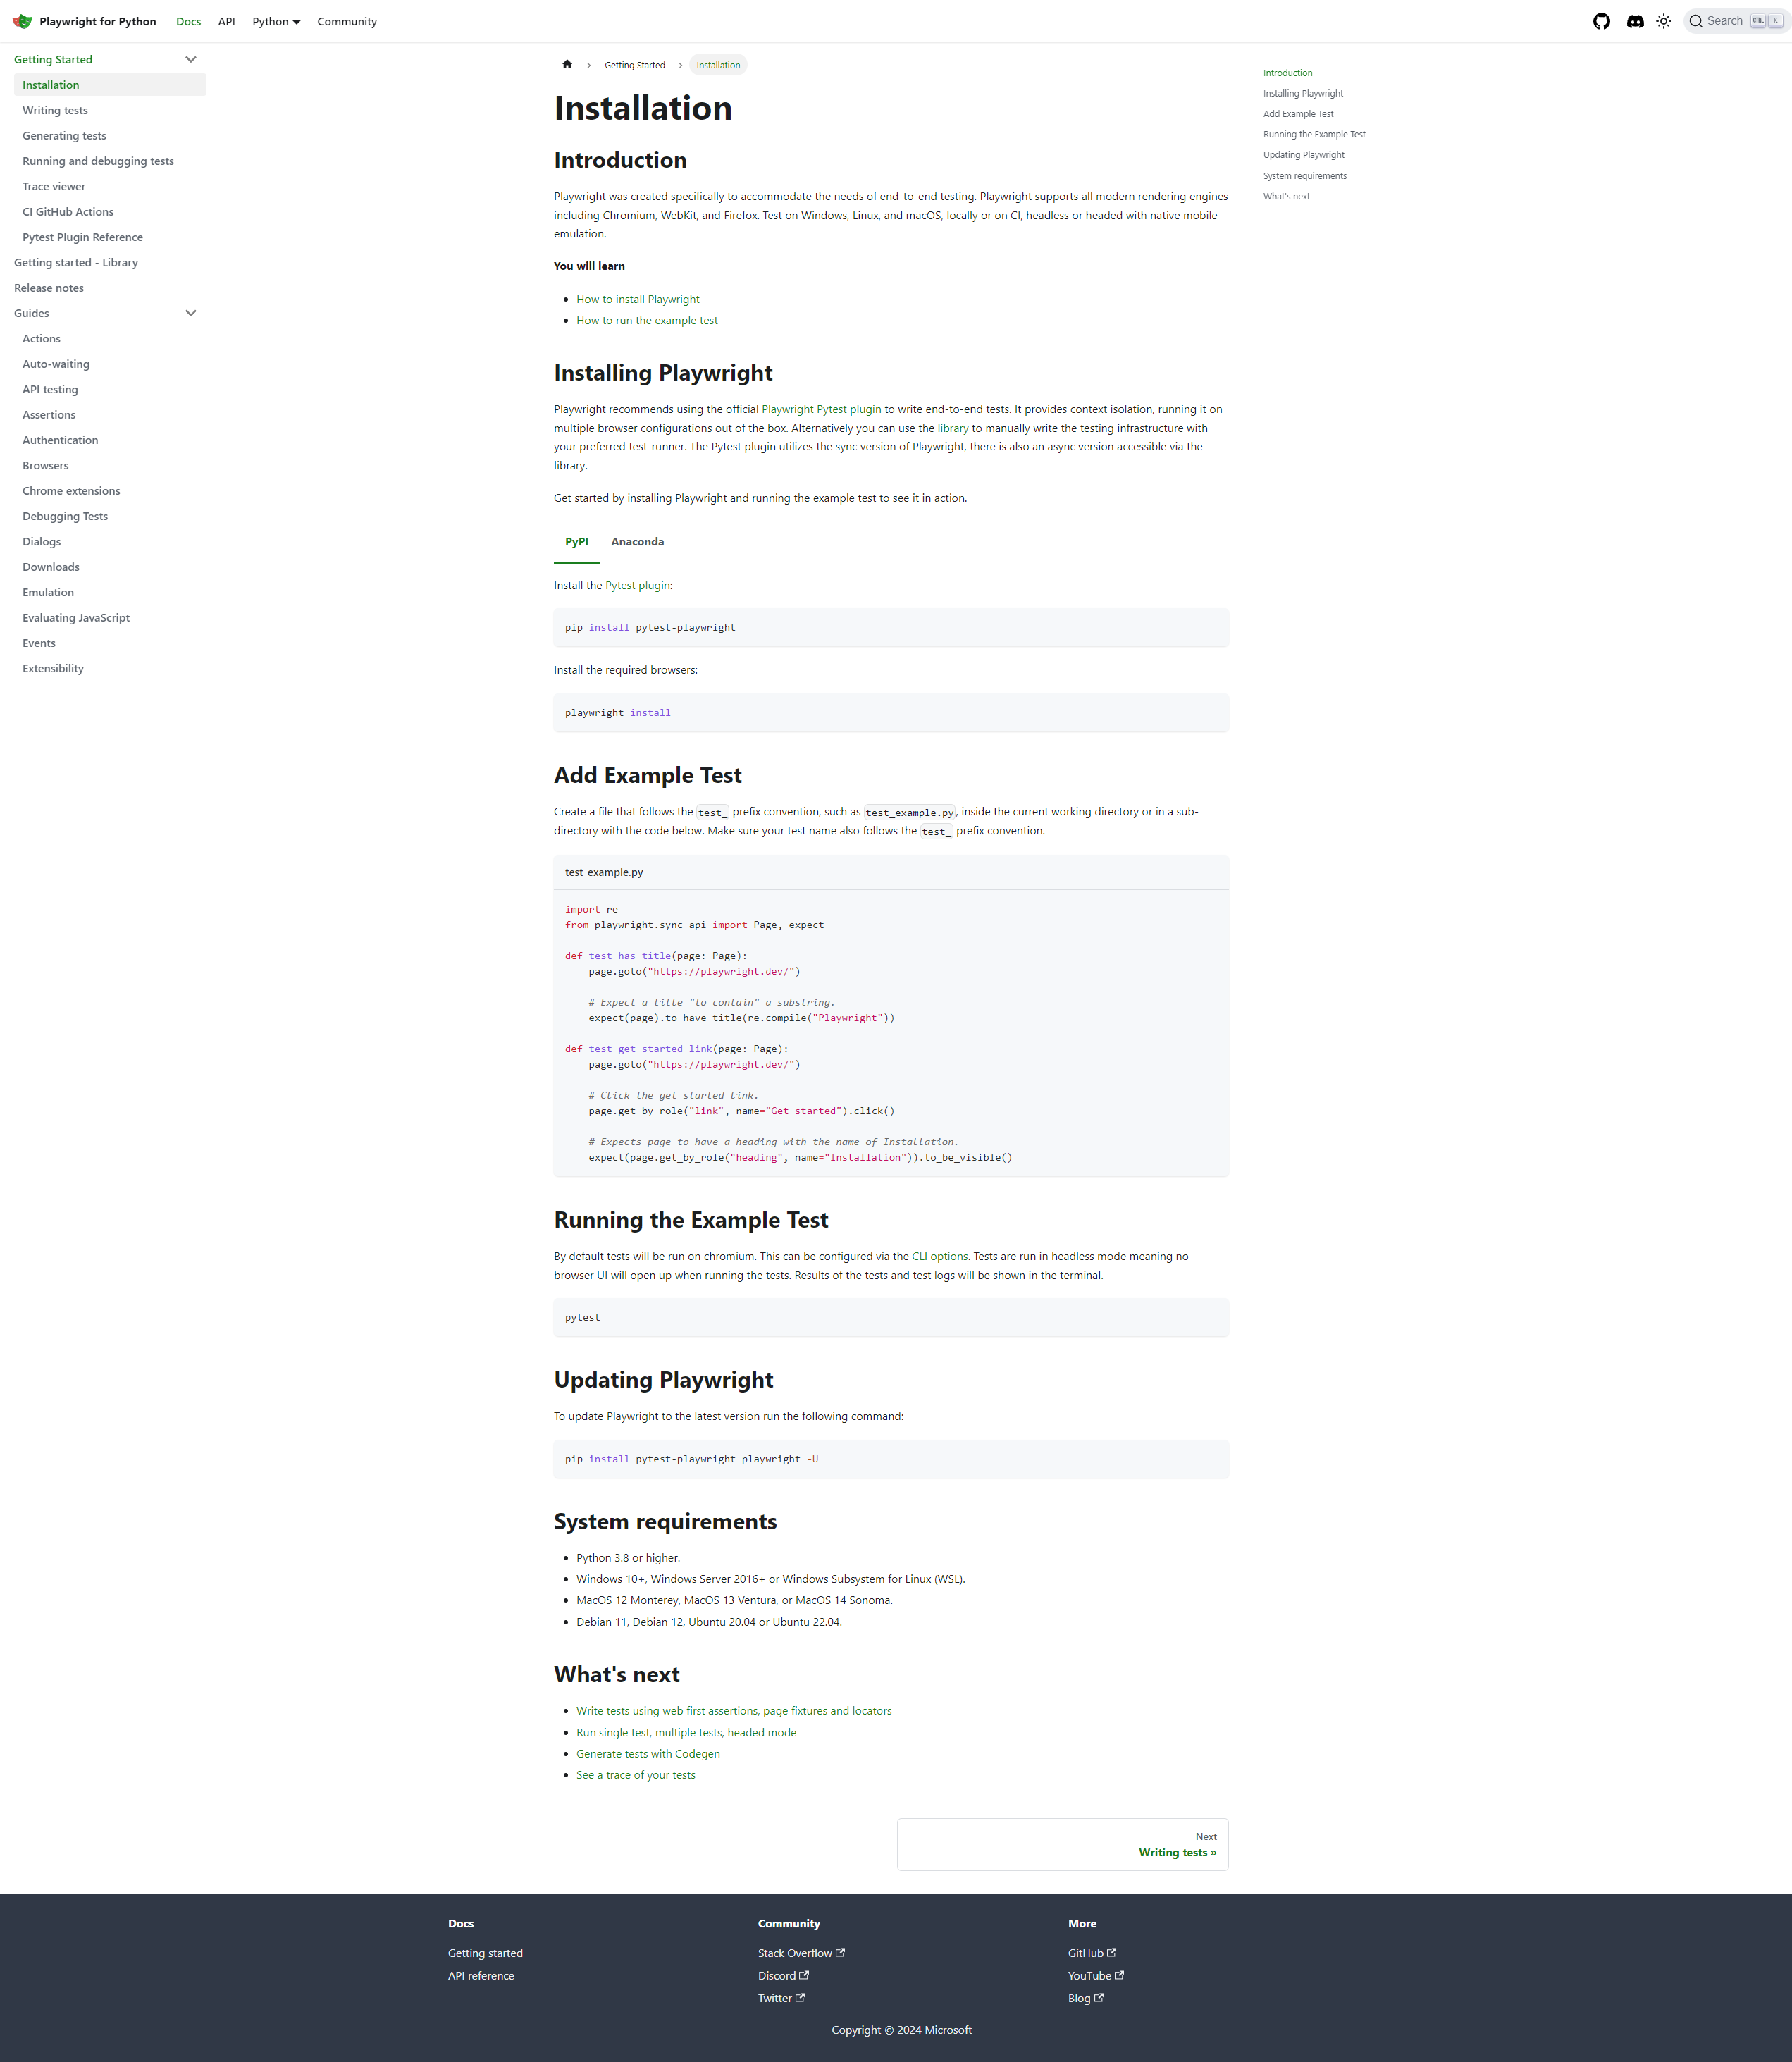 Playwright for Python
Docs
API
Python
Community
Search
CTRL
K
Getting Started
Installation
Writing tests
Generating tests
Running and debugging tests
Trace viewer
CI GitHub Actions
Pytest Plugin Reference
Getting started - Library
Release notes
Guides
Actions
Auto-waiting
API testing
Assertions
Authentication
Browsers
Chrome extensions
Debugging Tests
Dialogs
Downloads
Emulation
Evaluating JavaScript
Events
Extensibility
Getting Started
Installation
Installation
Introduction
Playwright was created specifically to accommodate the needs of end-to-end testing. Playwright supports all modern rendering engines
including Chromium, WebKit, and Firefox. Test on Windows, Linux, and macOS, locally or on CI, headless or headed with native mobile
emulation.
You will learn
How to install Playwright
How to run the example test
Installing Playwright
Playwright recommends using the official Playwright Pytest plugin to write end-to-end tests. It provides context isolation, running it on
multiple browser configurations out of the box. Alternatively you can use the library to manually write the testing infrastructure with
your preferred test-runner. The Pytest plugin utilizes the sync version of Playwright, there is also an async version accessible via the
library.
Get started by installing Playwright and running the example test to see it in action.
PyPI
Anaconda
Install the Pytest plugin:
pip install pytest-playwright
Install the required browsers:
playwright install
Add Example Test
Create a file that follows the test_ prefix convention, such as test_example.py, inside the current working directory or in a sub-
directory with the code below. Make sure your test name also follows the test_ prefix convention.
test_example.py
import re
from playwright.sync_api import Page, expect
def test_has_title(page: Page):
    page.goto("https://playwright.dev/")
    # Expect a title "to contain" a substring.
    expect(page).to_have_title(re.compile("Playwright"))
def test_get_started_link(page: Page):
    page.goto("https://playwright.dev/")
    # Click the get started link.
    page.get_by_role("link", name="Get started").click()
    # Expects page to have a heading with the name of Installation.
    expect(page.get_by_role("heading", name="Installation")).to_be_visible()
Running the Example Test
By default tests will be run on chromium. This can be configured via the CLI options. Tests are run in headless mode meaning no
browser UI will open up when running the tests. Results of the tests and test logs will be shown in the terminal.
pytest
Updating Playwright
To update Playwright to the latest version run the following command:
pip install pytest-playwright playwright -U
System requirements
Python 3.8 or higher.
Windows 10+, Windows Server 2016+ or Windows Subsystem for Linux (WSL).
MacOS 12 Monterey, MacOS 13 Ventura, or MacOS 14 Sonoma.
Debian 11, Debian 12, Ubuntu 20.04 or Ubuntu 22.04.
What's next
Write tests using web first assertions, page fixtures and locators
Run single test, multiple tests, headed mode
Generate tests with Codegen
See a trace of your tests
Next
Writing tests »
Introduction
Installing Playwright
Add Example Test
Running the Example Test
Updating Playwright
System requirements
What's next
Docs
Getting started
API reference
Community
Stack Overflow
Discord
Twitter
More
GitHub
YouTube
Blog
Copyright © 2024 Microsoft